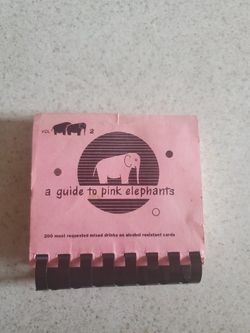 VOL 2
a guide to pink elephants
200 most requested mixed drinks on alcohol resistant cards